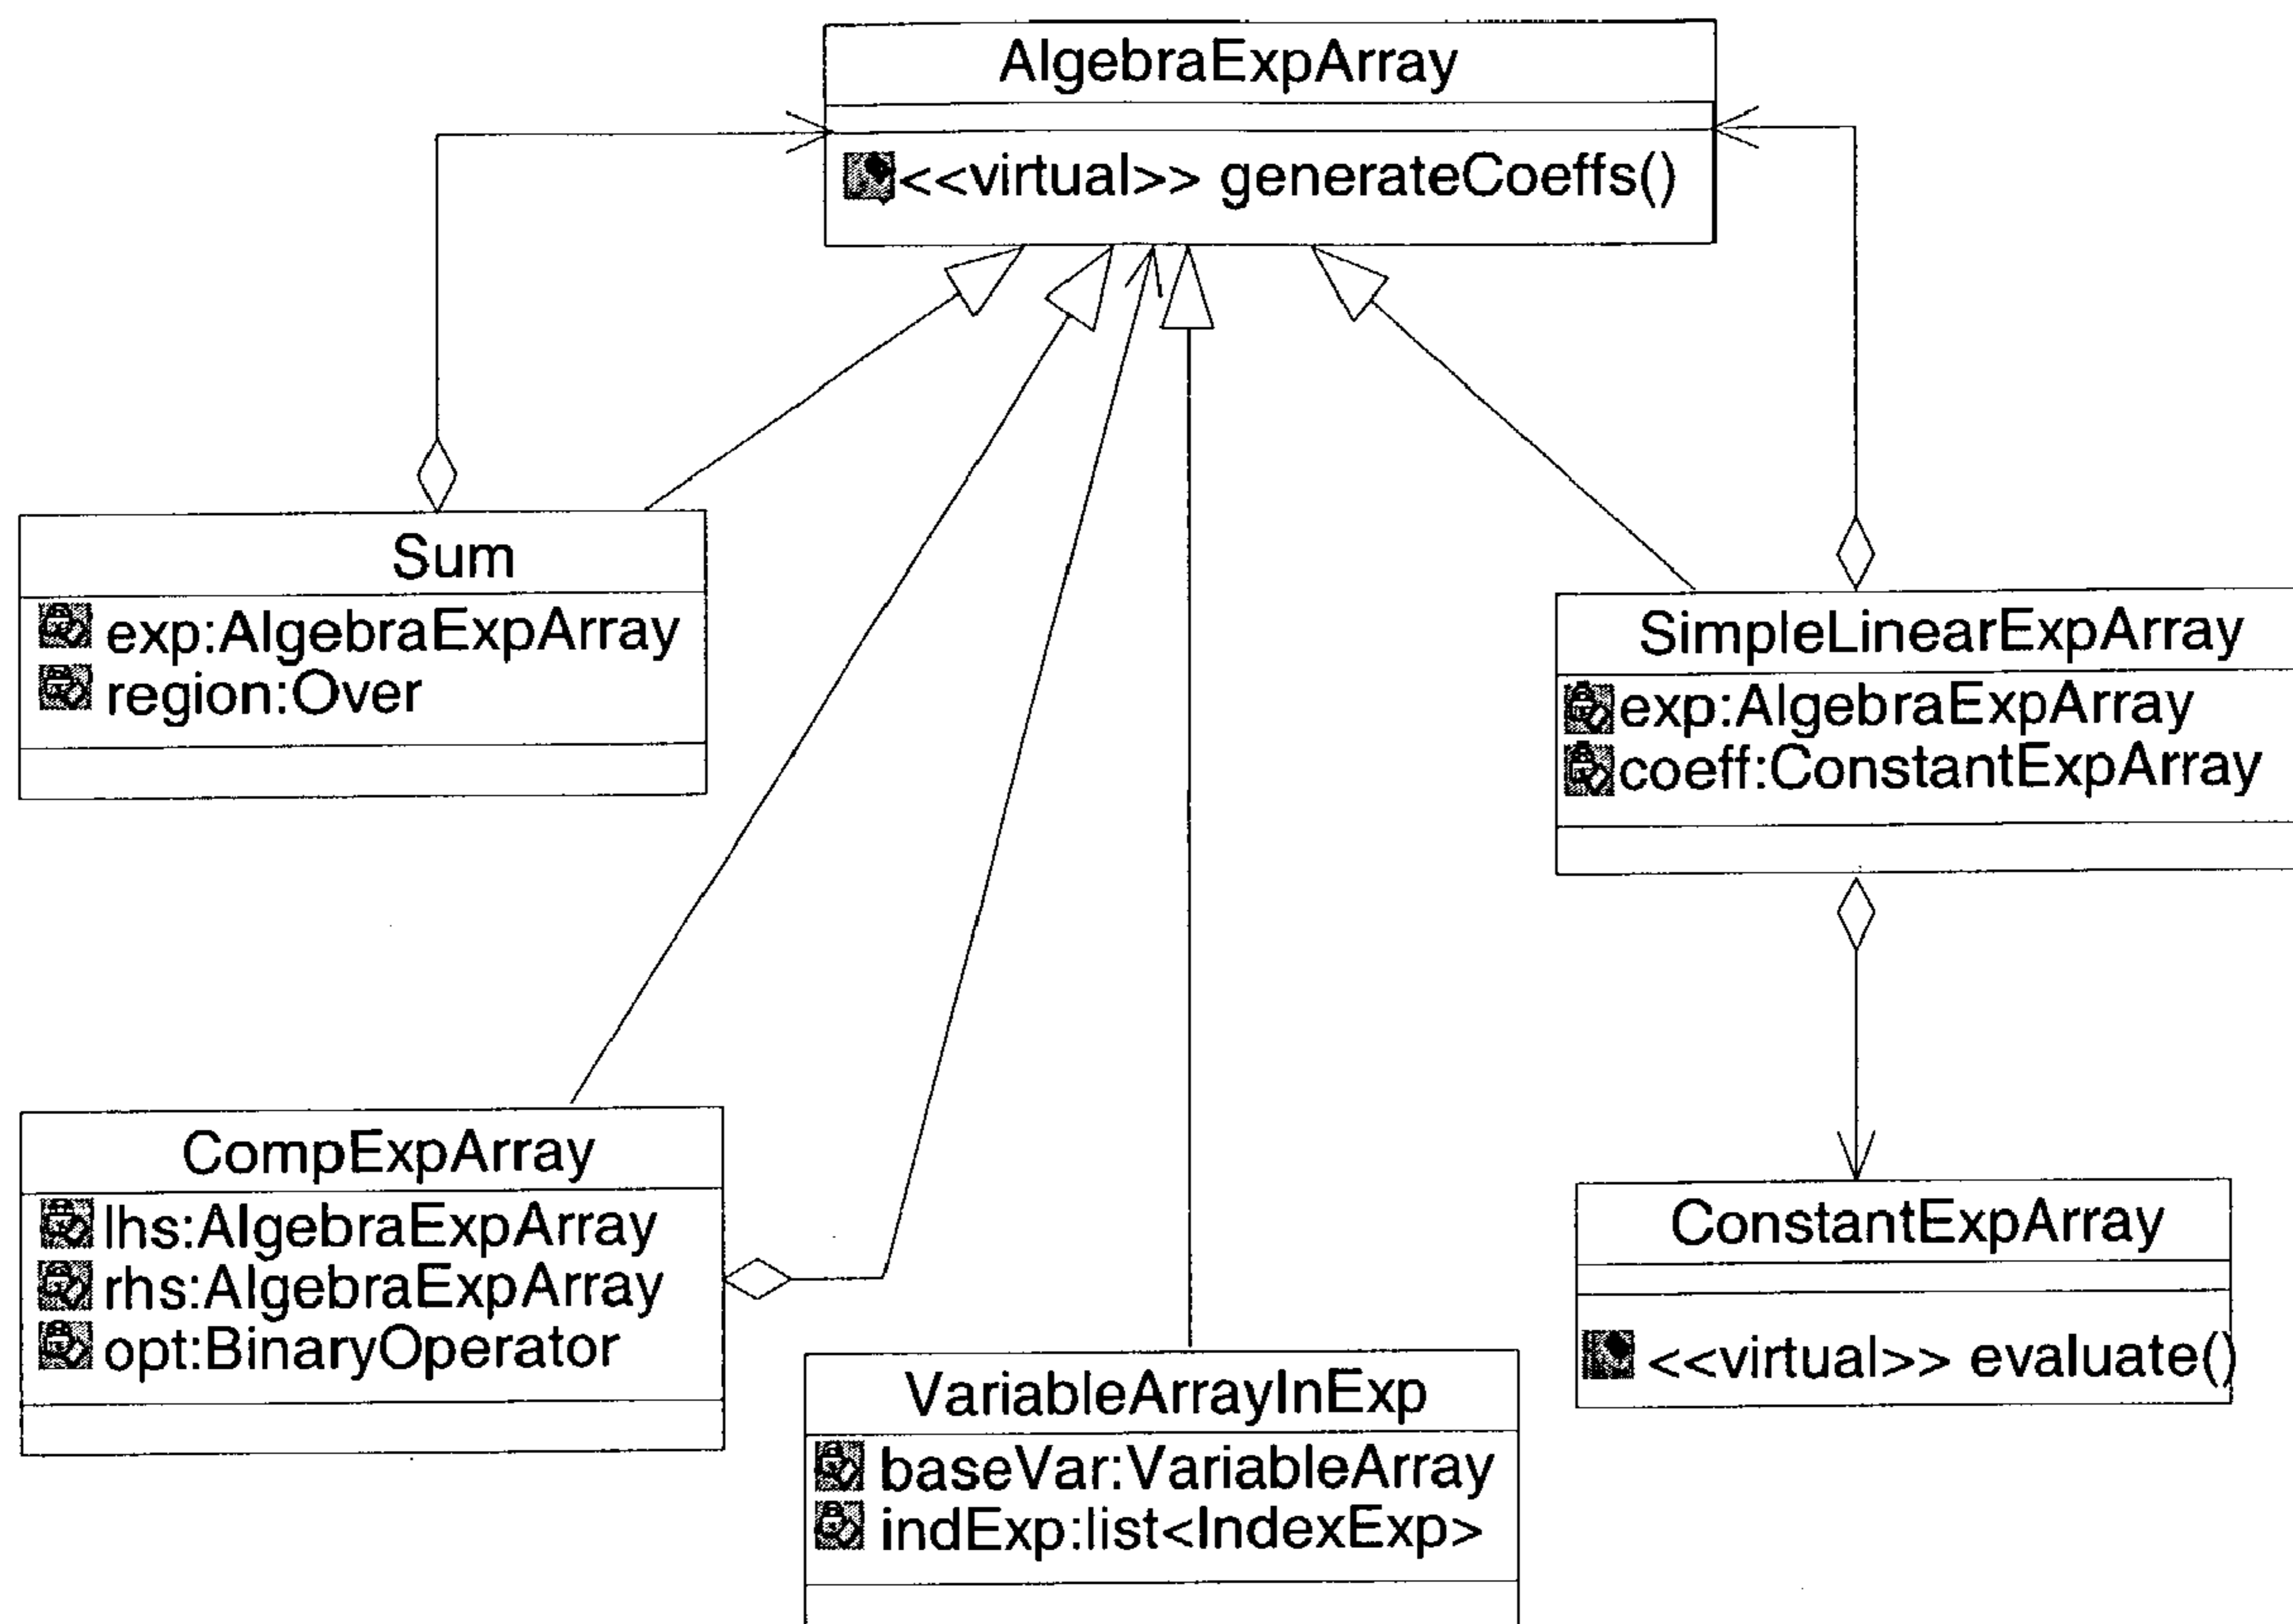 AlgebraExpArray
<<virtual>> generateCoeffs()
Sum
exp:AlgebraExpArray
region:Over
SimpleLinearExpArray
exp:AlgebraExpArray
coeff:ConstantExpArray
CompExpArray
lhs:AlgebraExpArray
rhs:AlgebraExpArray
opt:BinaryOperator
VariableArrayInExp
baseVar:VariableArray
indExp:list<IndexExp>
ConstantExpArray
<<virtual>> evaluate()